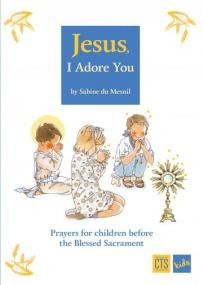 Jesus,
I Adore You
by Sabine du Mesnil
Prayers for children before
the Blessed Sacrament
CTS
kids